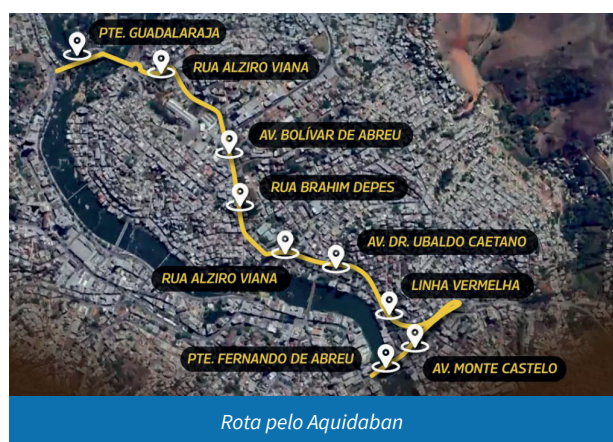 PTE. GUADALARAJA
RUA ALZIRO VIANA
AV. BOLÍVAR DE ABREU
RUA BRAHIM DEPES
AV. DR. UBALDO CAETANO
RUA ALZIRO VIANA
LINHA VERMELHA
PTE. FERNANDO DE ABREU
AV. MONTE CASTELO
Rota pelo Aquidaban